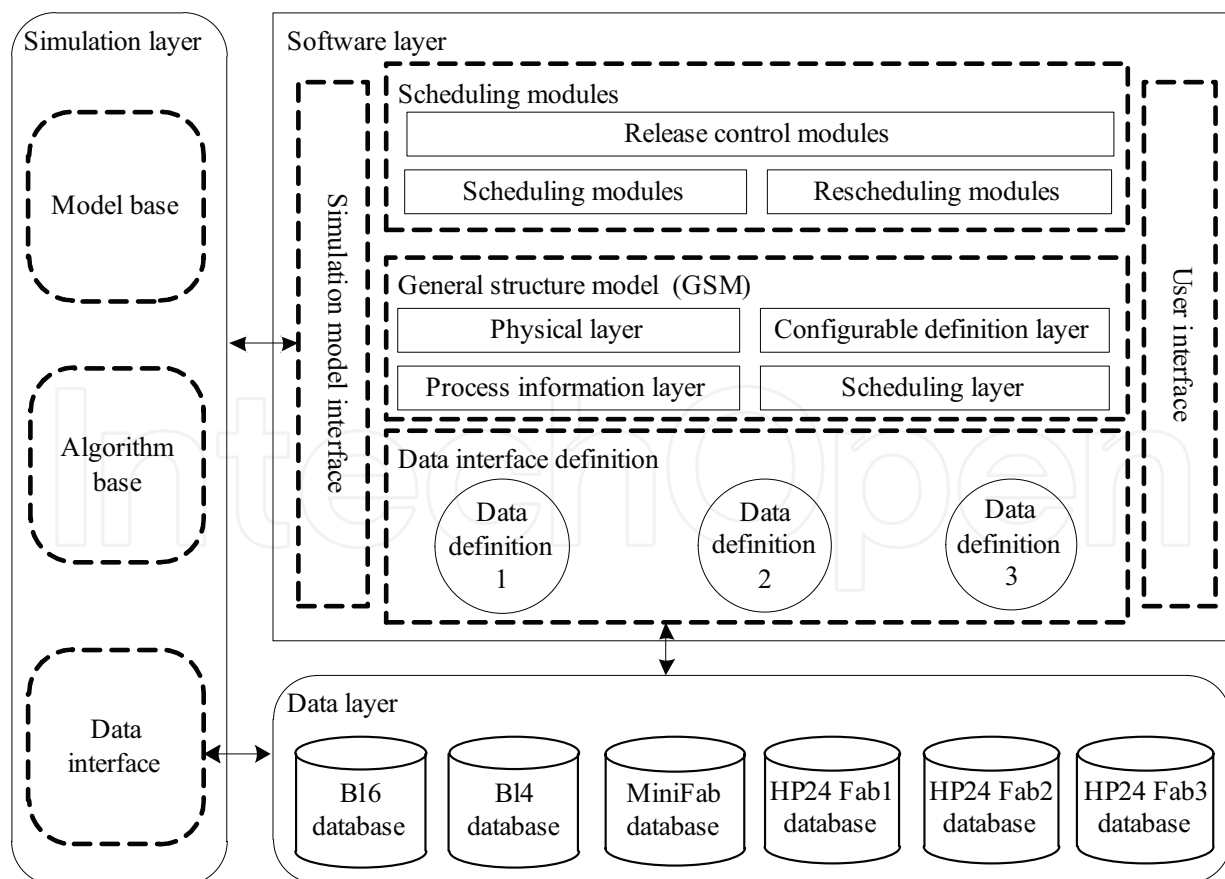 Simulation layer
Model base
Algorithm
base
Data
interface
Software layer
Simulation model interface
Scheduling modules
Release control modules
Scheduling modules
Rescheduling modules
General structure model (GSM)
Physical layer
Configurable definition layer
Process information layer
Scheduling layer
Data interface definition
Data
definition
1
Data
definition
2
Data
definition
3
User interface
IntechOpen
Data layer
Bl6
database
Bl4
database
MiniFab
database
HP24 Fab1
database
HP24 Fab2
database
HP24 Fab3
database